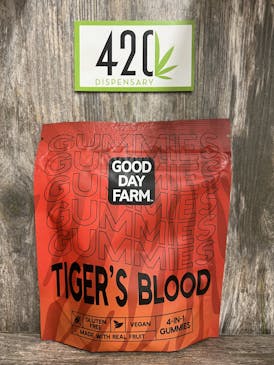 420
DISPENSARY
GUMMIES
GUMMIES
GUMMIES
GUMMIES
GUMMIES
GUMMIES
GOOD
DAY
FARM
TIGER'S BLOOD
GLUTEN
FREE
VEGAN
4-IN-1
GUMMIES
MADE WITH REAL FRUIT